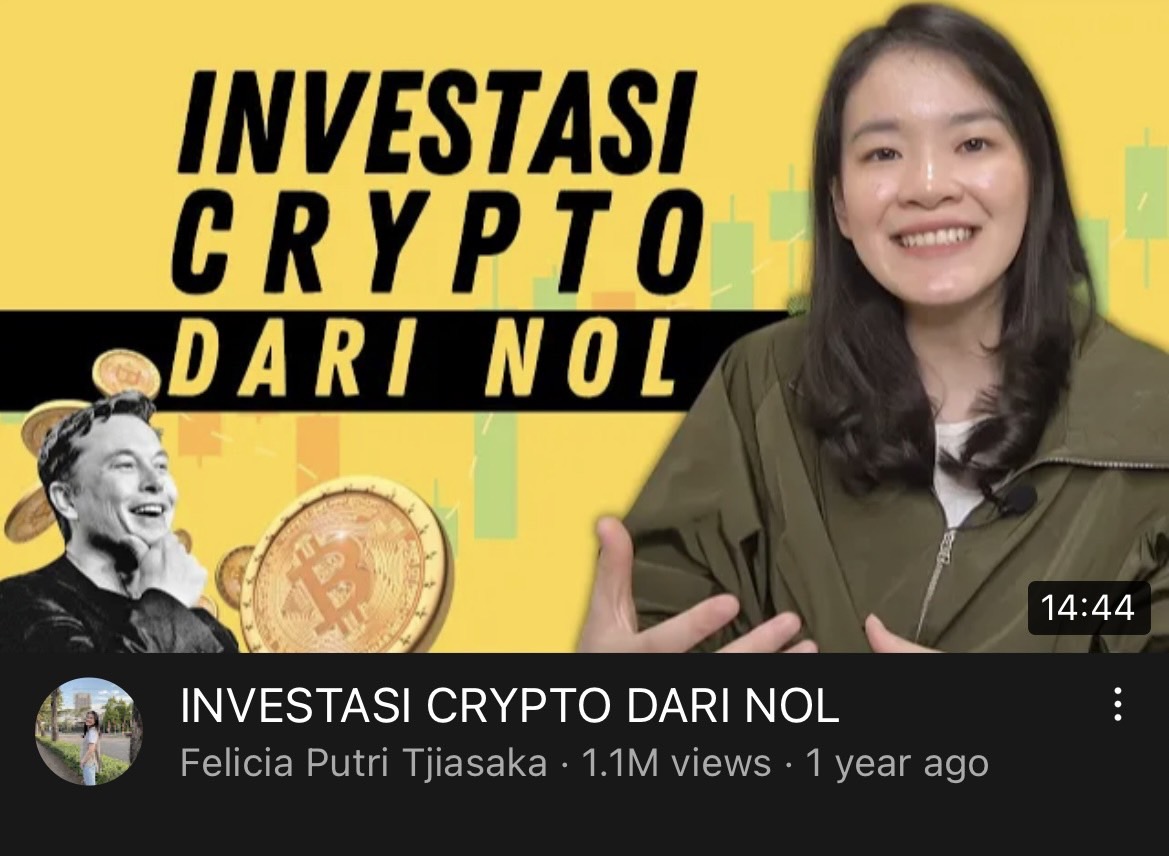 INVESTASI
CRYPTO
DARI NOL
14:44
INVESTASI CRYPTO DARI NOL
Felicia Putri Tjiasaka · 1.1M views · 1 year ago